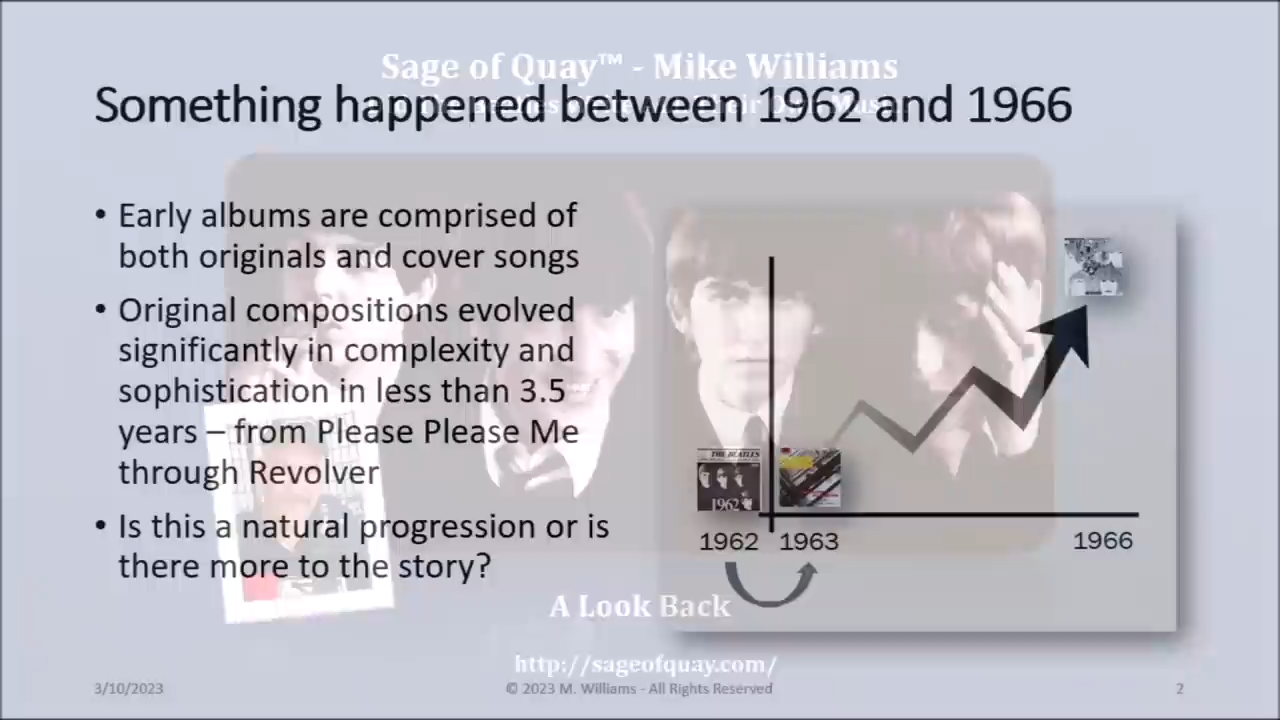 Sage of Quay™ - Mike Williams
Something happened between 1962 and 1966
• Early albums are comprised of
both originals and cover songs
• Original compositions evolved
significantly in complexity and
sophistication in less than 3.5
years – from Please Please Me
through Revolver
• Is this a natural progression or is
there more to the story?
THE BEATLES
1962
1962 1963 1966
A Look Back
http://sageofquay.com/
3/10/2023 © 2023 M. Williams - All Rights Reserved 2